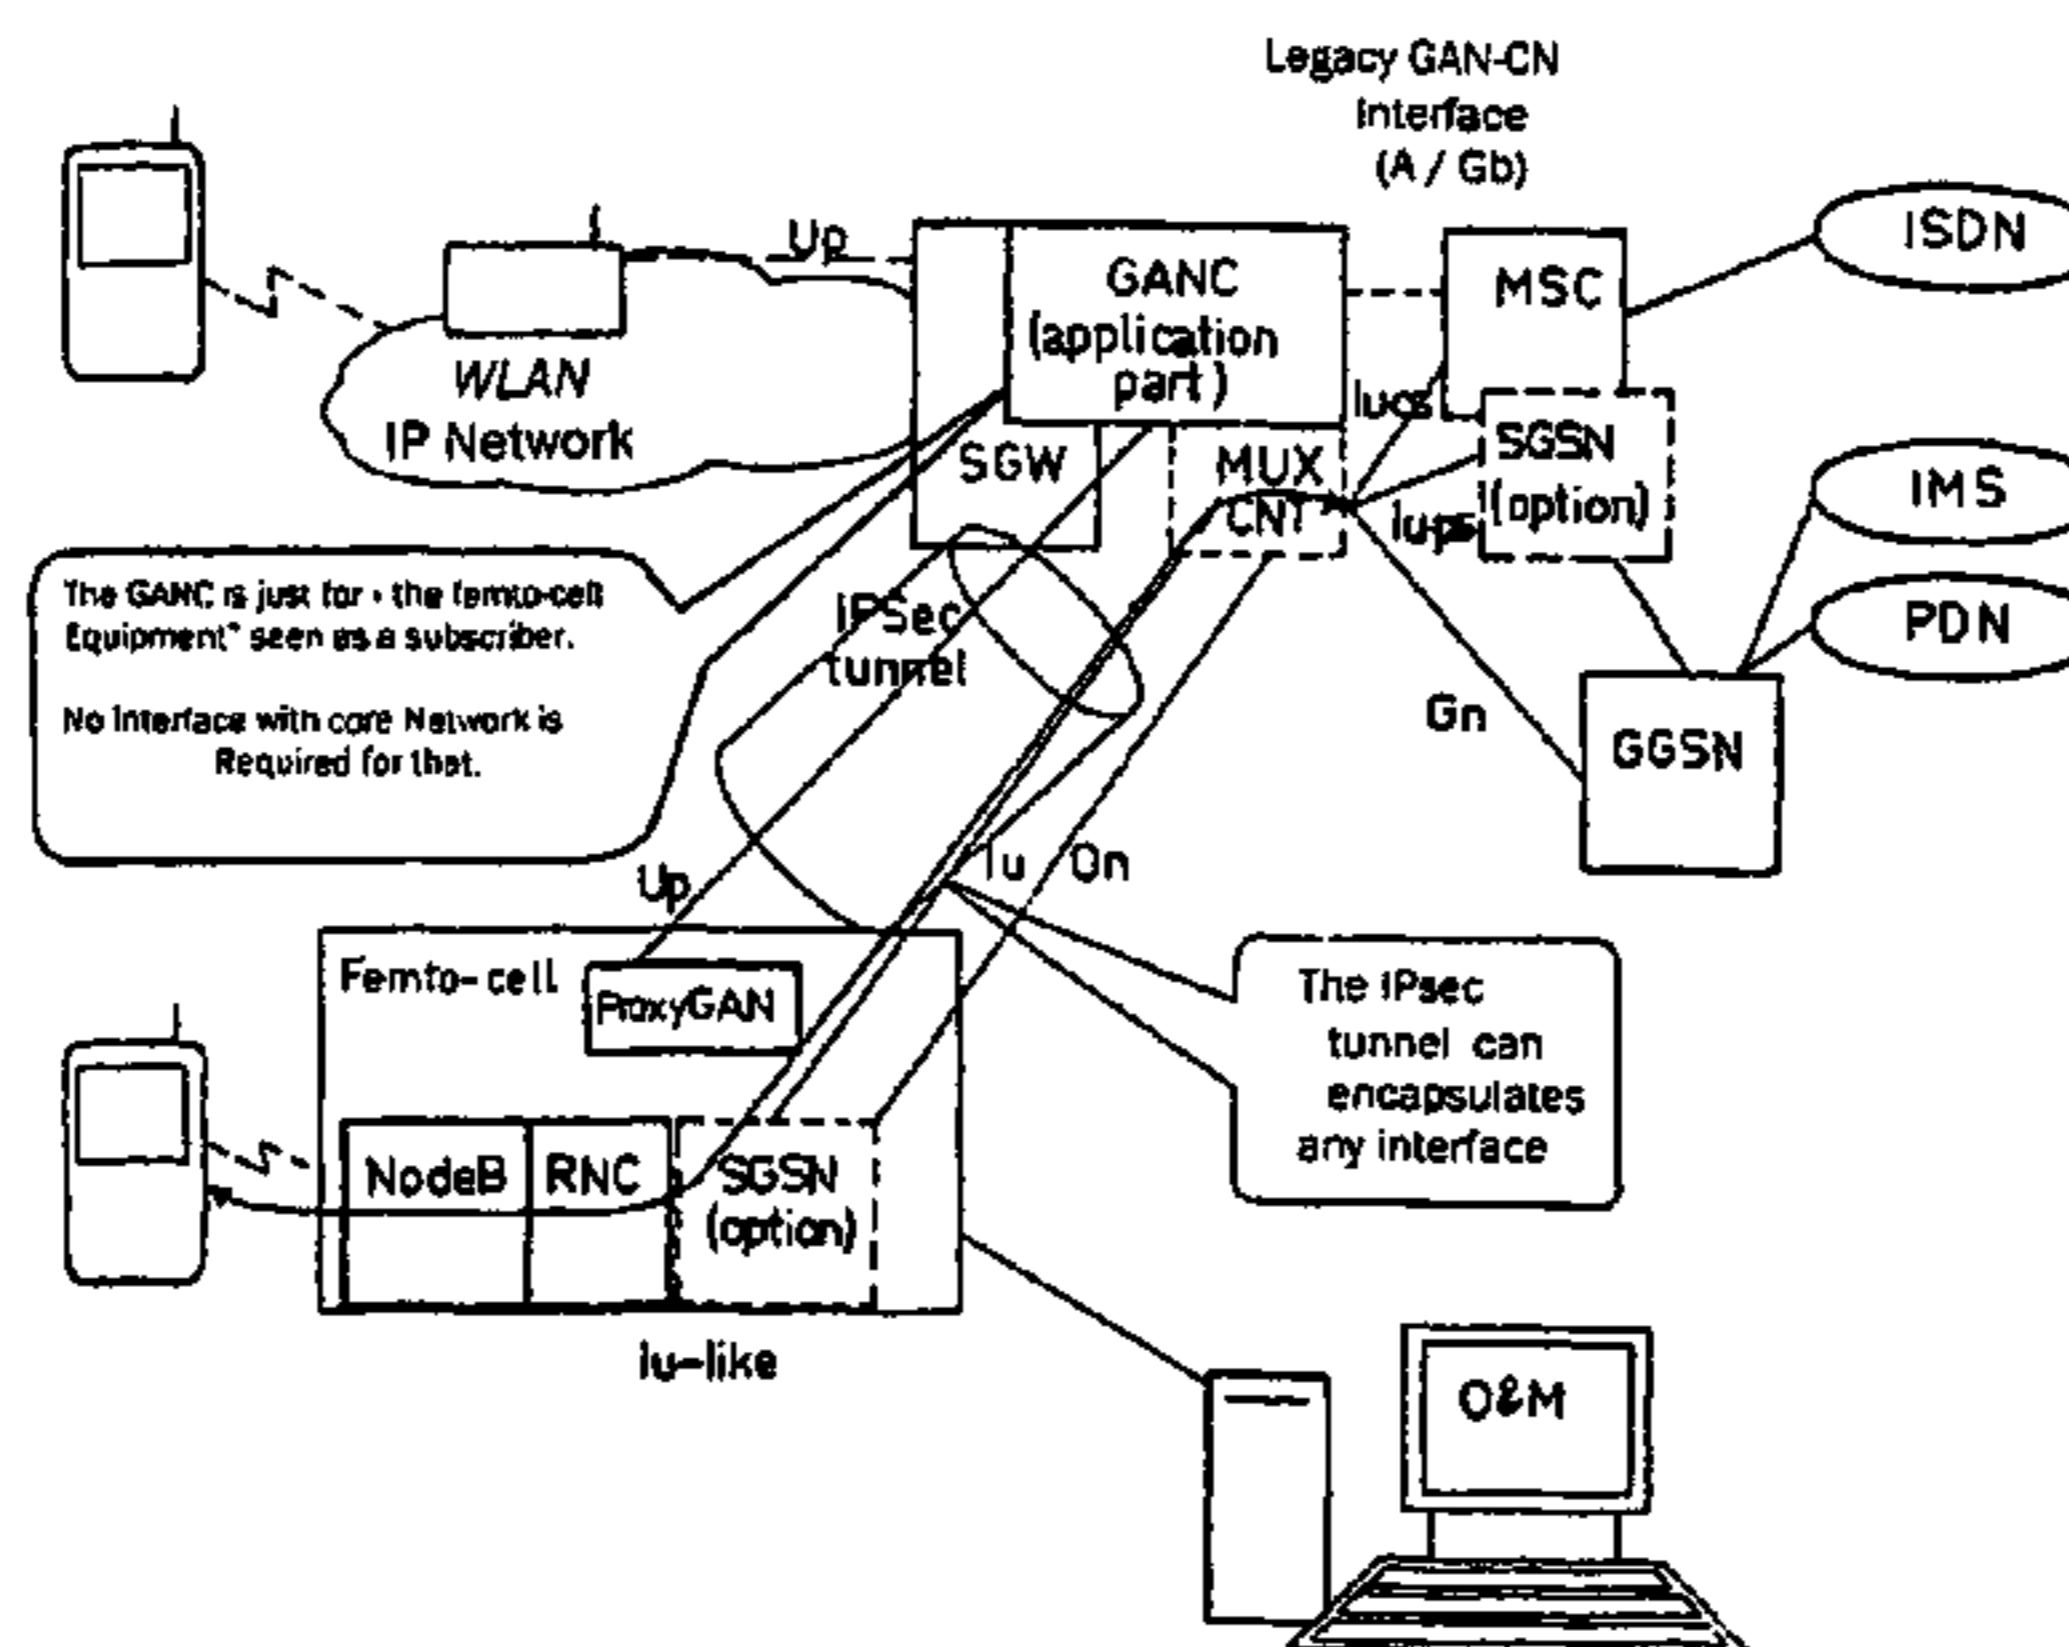 Legacy GAN-CN
Interface
(A / Gb)
Up
GANC
(application
part)
MSC
ISDN
WLAN
IP Network
Iucs
SGW
MUX
CNT
SGSN
(option)
Iups
IMS
PDN
The GANC is just for · the femto-cell
Equipment" seen as a subscriber.
No interface with core Network is
Required for that.
IPSec
tunnel
Gn
GGSN
Up
Iu
Gn
Femto-cell
ProxyGAN
The IPsec
tunnel can
encapsulates
any interface
NodeB
RNC
SGSN
(option)
Iu-like
O&M